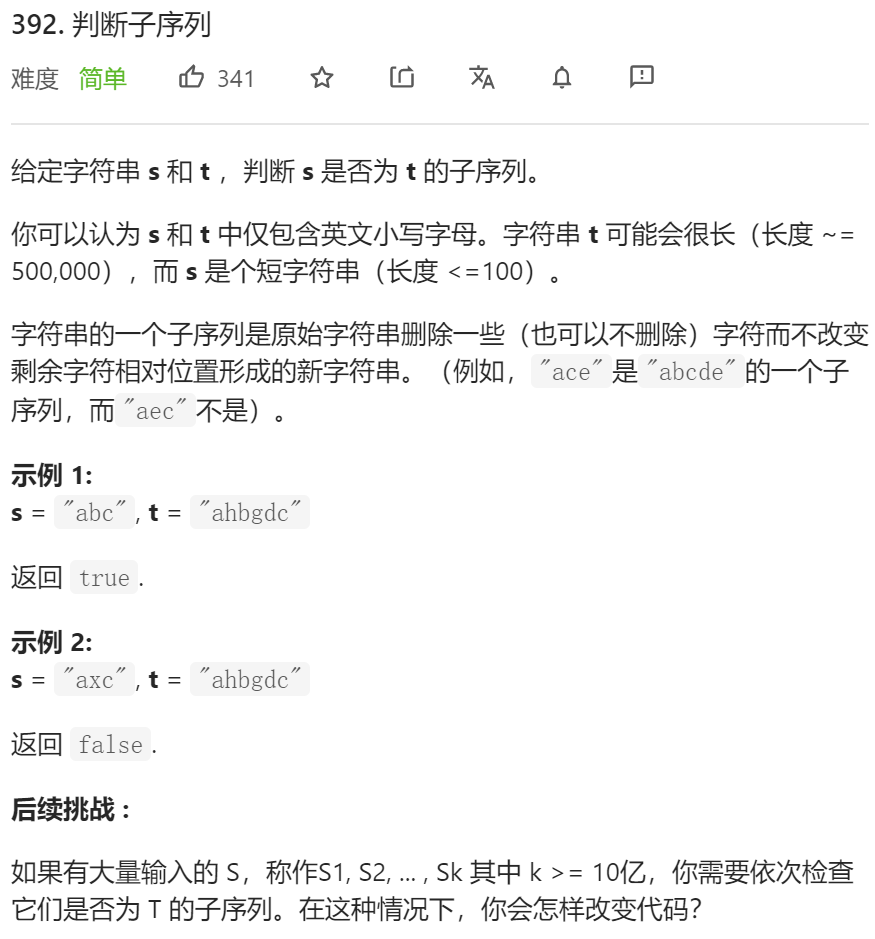 392. 判断子序列
难度 简单 341
给定字符串 s 和 t ，判断 s 是否为 t 的子序列。
你可以认为 s 和 t 中仅包含英文小写字母。字符串 t 可能会很长（长度 ~=
500,000），而 s 是个短字符串（长度 <=100）。
字符串的一个子序列是原始字符串删除一些（也可以不删除）字符而不改变
剩余字符相对位置形成的新字符串。（例如，"ace"是"abcde"的一个子
序列，而"aec"不是）。
示例 1:
s = "abc", t = "ahbgdc"
返回 true.
示例 2:
s = "axc", t = "ahbgdc"
返回 false.
后续挑战 :
如果有大量输入的 S，称作S1, S2, ... , Sk 其中 k >= 10亿，你需要依次检查
它们是否为 T 的子序列。在这种情况下，你会怎样改变代码？